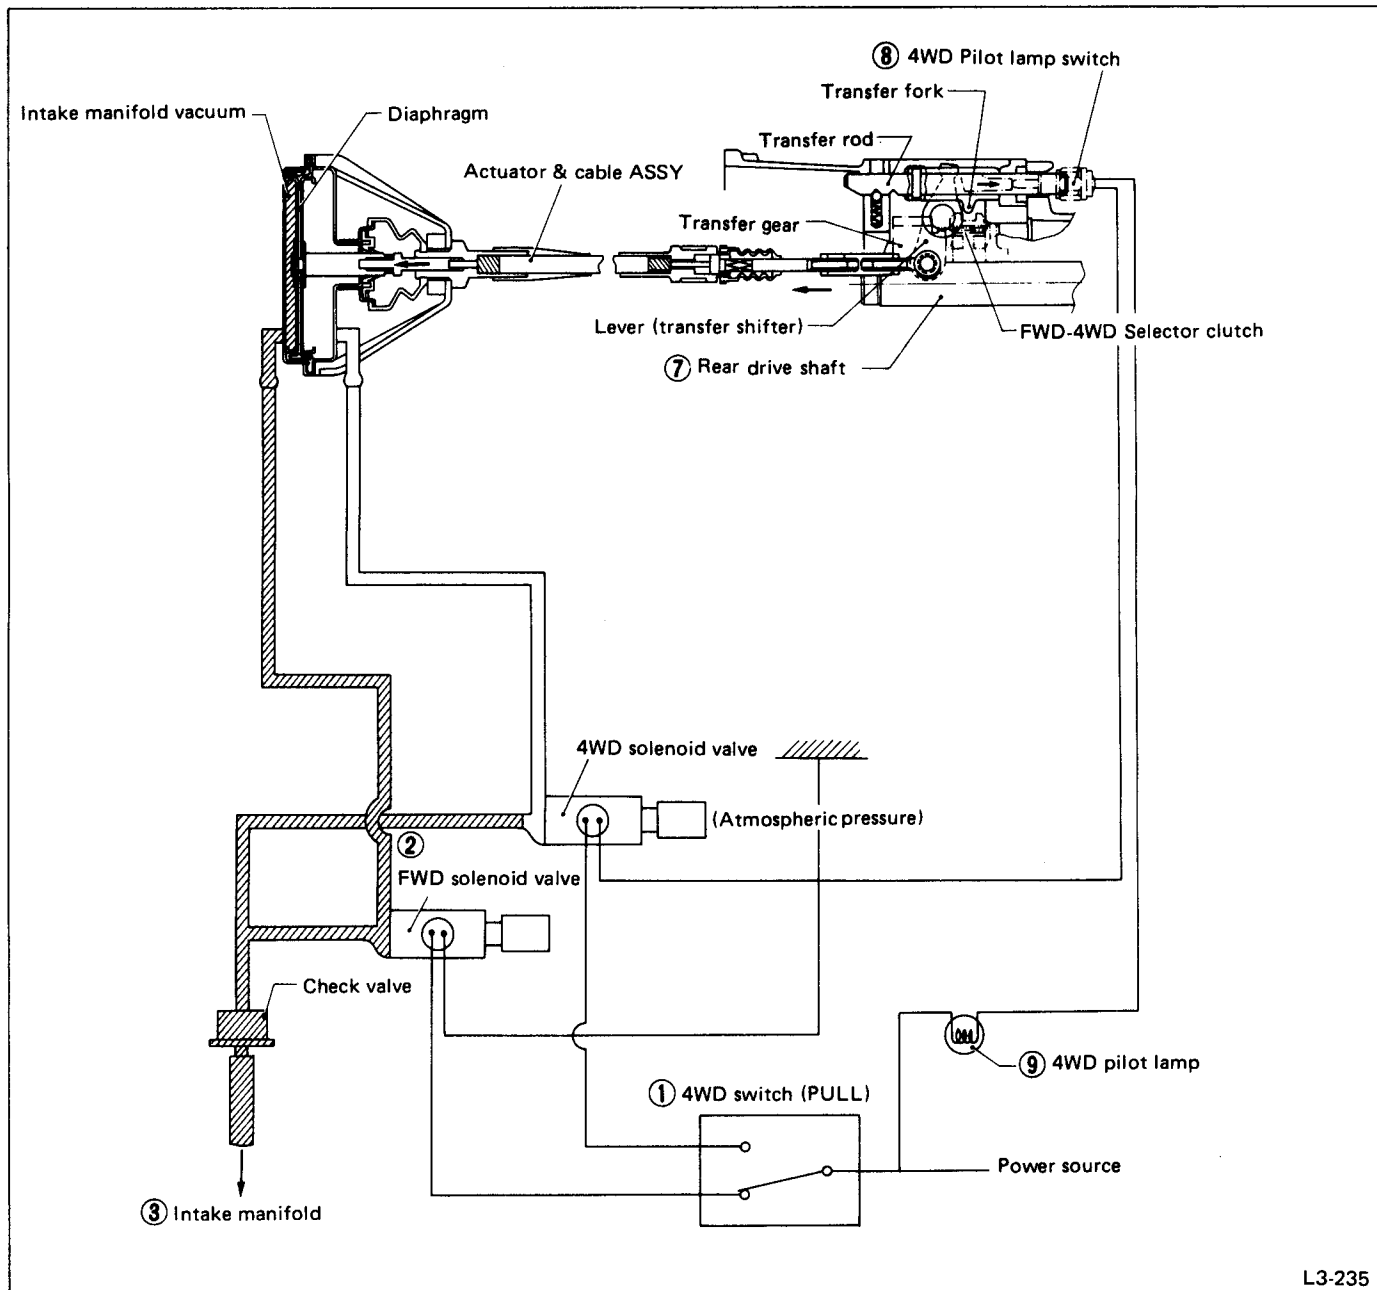 ⑧ 4WD Pilot lamp switch
Transfer fork
Intake manifold vacuum
Diaphragm
Transfer rod
Actuator & cable ASSY
Transfer gear
Lever (transfer shifter)
FWD-4WD Selector clutch
⑦ Rear drive shaft
4WD solenoid valve
(Atmospheric pressure)
②
FWD solenoid valve
Check valve
⑨ 4WD pilot lamp
① 4WD switch (PULL)
Power source
③ Intake manifold
L3-235